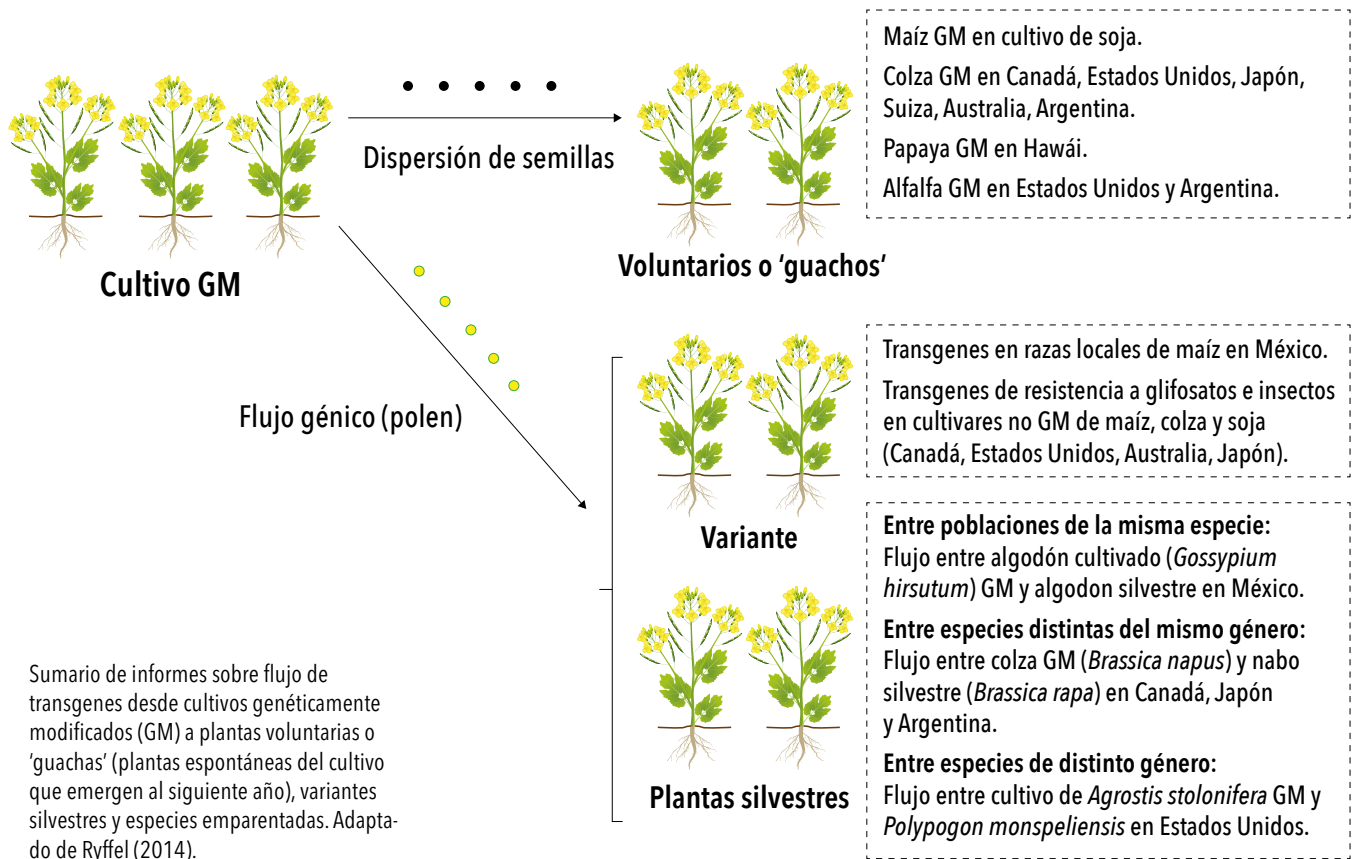 Maíz GM en cultivo de soja.
Colza GM en Canadá, Estados Unidos, Japón,
Suiza, Australia, Argentina.
Papaya GM en Hawái.
Alfalfa GM en Estados Unidos y Argentina.
Dispersión de semillas
Cultivo GM
Voluntarios o ‘guachos‘
Flujo génico (polen)
Transgenes en razas locales de maíz en México.
Transgenes de resistencia a glifosatos e insectos
en cultivares no GM de maíz, colza y soja
(Canadá, Estados Unidos, Australia, Japón).
Variante
Entre poblaciones de la misma especie:
Flujo entre algodón cultivado (Gossypium
hirsutum) GM y algodon silvestre en México.
Entre especies distintas del mismo género:
Flujo entre colza GM (Brassica napus) y nabo
silvestre (Brassica rapa) en Canadá, Japón
y Argentina.
Entre especies de distinto género:
Flujo entre cultivo de Agrostis stolonifera GM y
Polypogon monspeliensis en Estados Unidos.
Plantas silvestres
Sumario de informes sobre flujo de
transgenes desde cultivos genéticamente
modificados (GM) a plantas voluntarias o
‘guachas’ (plantas espontáneas del cultivo
que emergen al siguiente año), variantes
silvestres y especies emparentadas. Adapta-
do de Ryffel (2014).